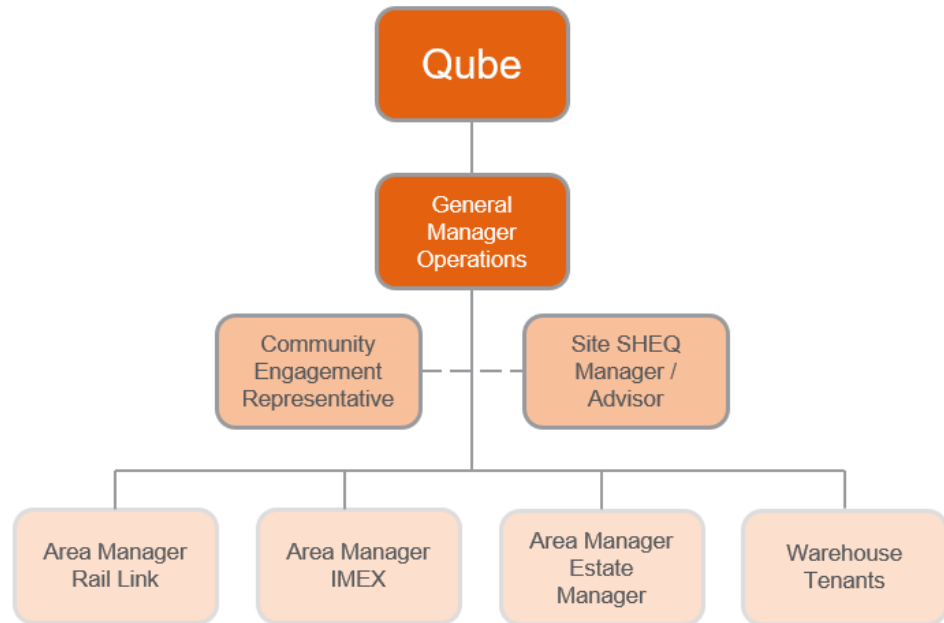 Qube
General
Manager
Operations
Community
Engagement
Representative
Site SHEQ
Manager /
Advisor
Area Manager
Rail Link
Area Manager
IMEX
Area Manager
Estate
Manager
Warehouse
Tenants